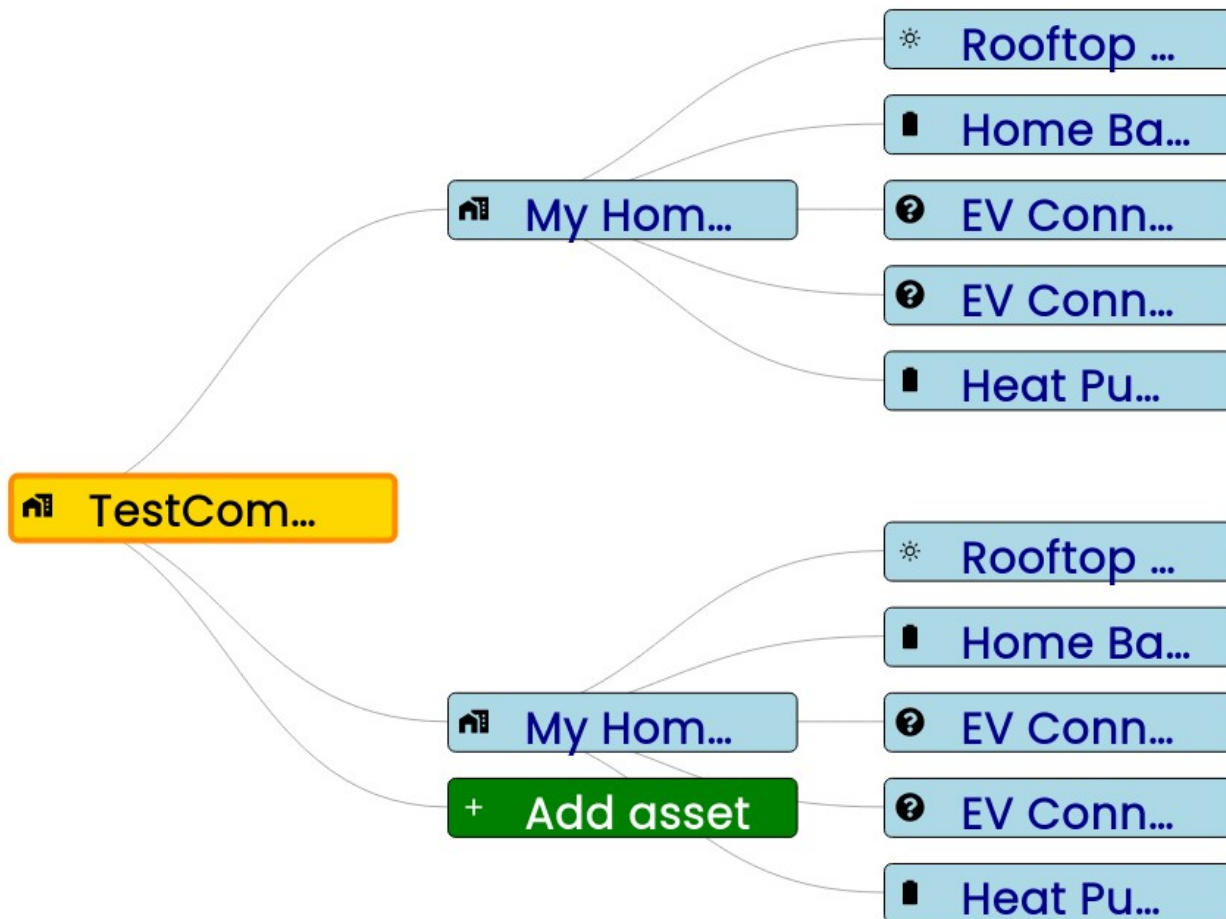 Rooftop ...
Home Ba...
My Hom...
EV Conn...
EV Conn...
Heat Pu...
TestCom...
Rooftop ...
Home Ba...
My Hom...
EV Conn...
+ Add asset
EV Conn...
Heat Pu...